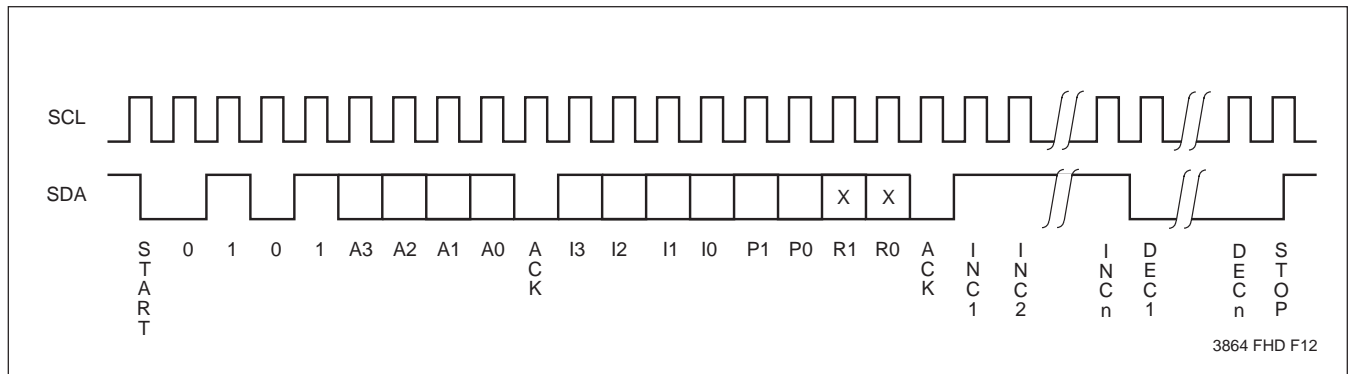 SCL
SDA
X X
START 0 1 0 1 A3 A2 A1 A0 ACK I3 I2 I1 I0 P1 P0 R1 R0 ACK INC1 INC2 INCn DEC1 DECn STOP
3864 FHD F12